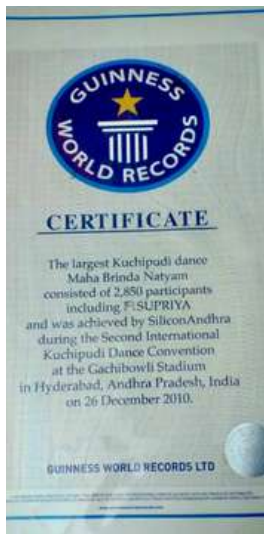 GUINNESS
WORLD RECORDS
CERTIFICATE
The largest Kuchipudi dance
Maha Brinda Natyam
consisted of 2,850 participants
including SUPRIYA
and was achieved by SiliconAndhra
during the Second International
Kuchipudi Dance Convention
at the Gachibowli Stadium
in Hyderabad, Andhra Pradesh, India
on 26 December 2010.
GUINNESS WORLD RECORDS LTD